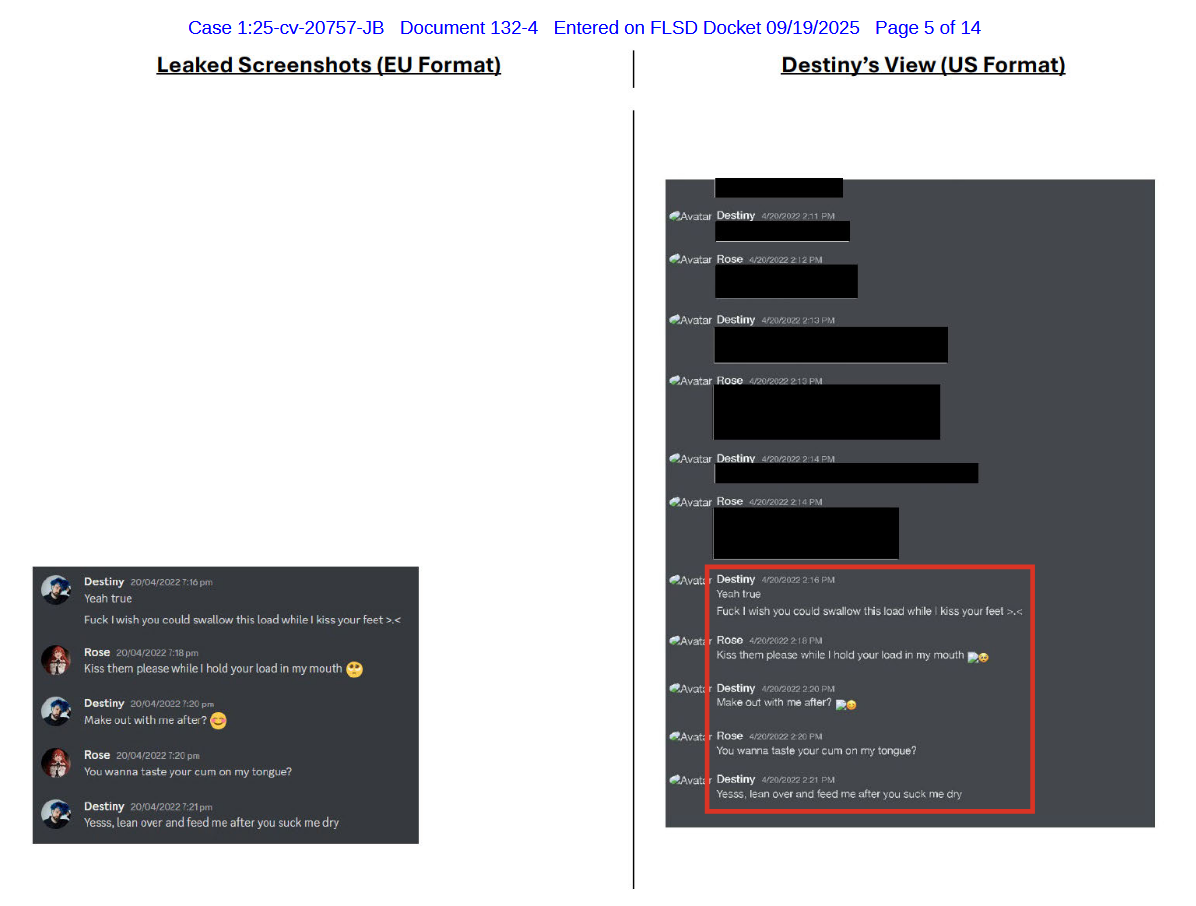 Case 1:25-cv-20757-JB Document 132-4 Entered on FLSD Docket 09/19/2025 Page 5 of 14
Leaked Screenshots (EU Format)
Destiny 20/04/2022 7:16 pm
Yeah true
Fuck I wish you could swallow this load while I kiss your feet >.<
Rose 20/04/2022 7:18 pm
Kiss them please while I hold your load in my mouth
Destiny 20/04/2022 7:20 pm
Make out with me after?
Rose 20/04/2022 7:20 pm
You wanna taste your cum on my tongue?
Destiny 20/04/2022 7:21 pm
Yesss, lean over and feed me after you suck me dry
Destiny’s View (US Format)
Avatar Destiny 4/20/2022 2:11 PM
Avatar Rose 4/20/2022 2:12 PM
Avatar Destiny 4/20/2022 2:13 PM
Avatar Rose 4/20/2022 2:13 PM
Avatar Destiny 4/20/2022 2:14 PM
Avatar Rose 4/20/2022 2:14 PM
Avatar Destiny 4/20/2022 2:16 PM
Yeah true
Fuck I wish you could swallow this load while I kiss your feet >.<
Avatar Rose 4/20/2022 2:18 PM
Kiss them please while I hold your load in my mouth
Avatar Destiny 4/20/2022 2:20 PM
Make out with me after?
Avatar Rose 4/20/2022 2:20 PM
You wanna taste your cum on my tongue?
Avatar Destiny 4/20/2022 2:21 PM
Yesss, lean over and feed me after you suck me dry